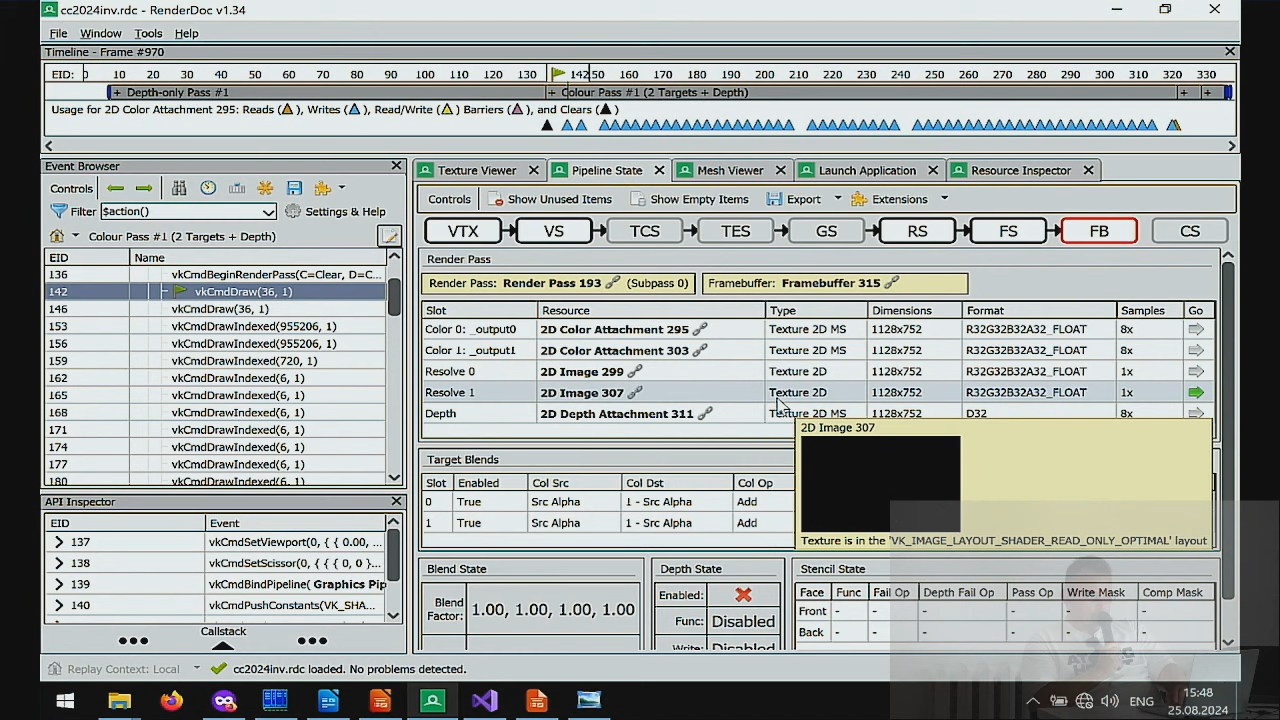 cc2024inv.rdc - RenderDoc v1.34
File Window Tools Help
Timeline - Frame #970
EID: 0 10 20 30 40 50 60 70 80 90 100 110 120 130 142 150 160 170 180 190 200 210 220 230 240 250 260 270 280 290 300 310 320 330
+ Depth-only Pass #1 + Colour Pass #1 (2 Targets + Depth) + +
Usage for 2D Color Attachment 295: Reads ( ), Writes ( ), Read/Write ( ) Barriers ( ), and Clears ( )
Event Browser
Controls
Filter $action() Settings & Help
Colour Pass #1 (2 Targets + Depth)
EID Name
136 vkCmdBeginRenderPass(C=Clear, D=C...
142 vkCmdDraw(36, 1)
146 vkCmdDraw(36, 1)
153 vkCmdDrawIndexed(955206, 1)
156 vkCmdDrawIndexed(955206, 1)
159 vkCmdDrawIndexed(720, 1)
162 vkCmdDrawIndexed(6, 1)
165 vkCmdDrawIndexed(6, 1)
168 vkCmdDrawIndexed(6, 1)
171 vkCmdDrawIndexed(6, 1)
174 vkCmdDrawIndexed(6, 1)
177 vkCmdDrawIndexed(6, 1)
180 vkCmdDrawIndexed(6, 1)
API Inspector
EID Event
137 vkCmdSetViewport(0, { { 0.00, ...
138 vkCmdSetScissor(0, { { 0, 0 } ...
139 vkCmdBindPipeline( Graphics Pip
140 vkCmdPushConstants(VK_SHA...
Callstack
Texture Viewer Pipeline State Mesh Viewer Launch Application Resource Inspector
Controls Show Unused Items Show Empty Items Export Extensions
VTX VS TCS TES GS RS FS FB CS
Render Pass
Render Pass: Render Pass 193 (Subpass 0) Framebuffer: Framebuffer 315
Slot Resource Type Dimensions Format Samples Go
Color 0: _output0 2D Color Attachment 295 Texture 2D MS 1128x752 R32G32B32A32_FLOAT 8x
Color 1: _output1 2D Color Attachment 303 Texture 2D MS 1128x752 R32G32B32A32_FLOAT 8x
Resolve 0 2D Image 299 Texture 2D 1128x752 R32G32B32A32_FLOAT 1x
Resolve 1 2D Image 307 Texture 2D 1128x752 R32G32B32A32_FLOAT 1x
Depth 2D Depth Attachment 311 Texture 2D MS 1128x752 D32 8x
2D Image 307
Texture is in the 'VK_IMAGE_LAYOUT_SHADER_READ_ONLY_OPTIMAL' layout
Target Blends
Slot Enabled Col Src Col Dst Col Op
0 True Src Alpha 1 - Src Alpha Add
1 True Src Alpha 1 - Src Alpha Add
Blend State
Blend Factor: 1.00, 1.00, 1.00, 1.00
Depth State
Enabled:
Func: Disabled
Write: Disabled
Stencil State
Face Func Fail Op Depth Fail Op Pass Op Write Mask Comp Mask
Front - - - - - -
Back - - - - - -
Replay Context: Local cc2024inv.rdc loaded. No problems detected.
ENG
15:48
25.08.2024